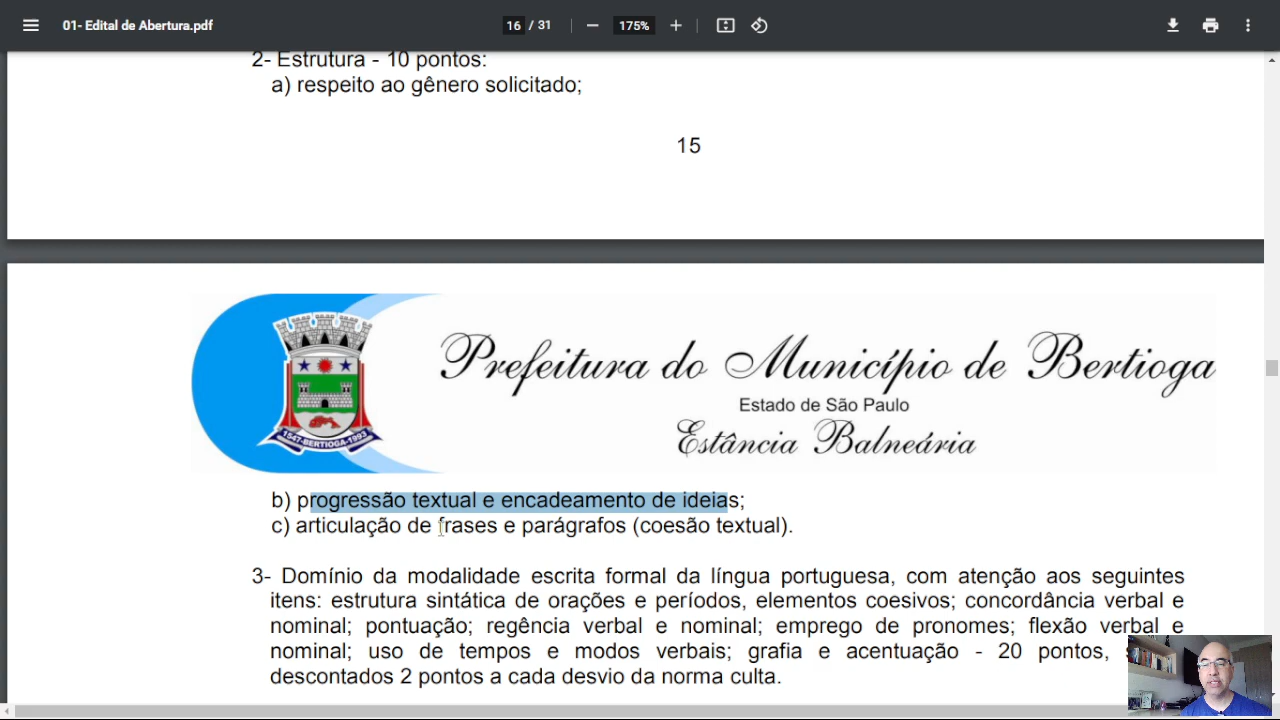 01- Edital de Abertura.pdf
16 / 31
175%
2- Estrutura - 10 pontos:
a) respeito ao gênero solicitado;
15
Prefeitura do Município de Bertioga
Estado de São Paulo
Estância Balneária
1547-BERTIOGA-1993
b) progressão textual e encadeamento de ideias;
c) articulação de frases e parágrafos (coesão textual).
3- Domínio da modalidade escrita formal da língua portuguesa, com atenção aos seguintes
itens: estrutura sintática de orações e períodos, elementos coesivos; concordância verbal e
nominal; pontuação; regência verbal e nominal; emprego de pronomes; flexão verbal e
nominal; uso de tempos e modos verbais; grafia e acentuação - 20 pontos,
descontados 2 pontos a cada desvio da norma culta.